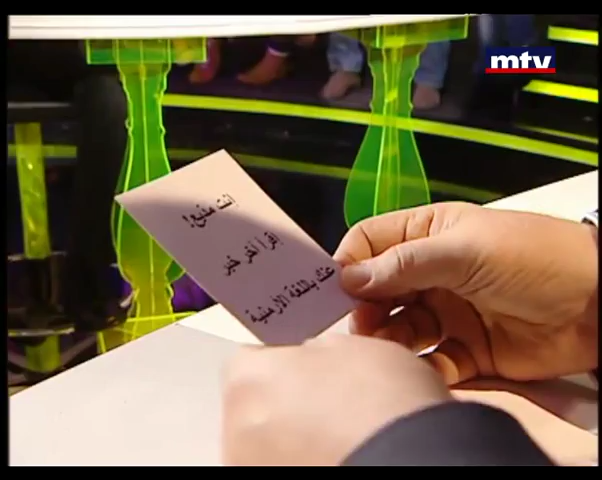 mtv
انت مذيع!
إقرأ آخر خبر
عنك باللغة الأرمنية